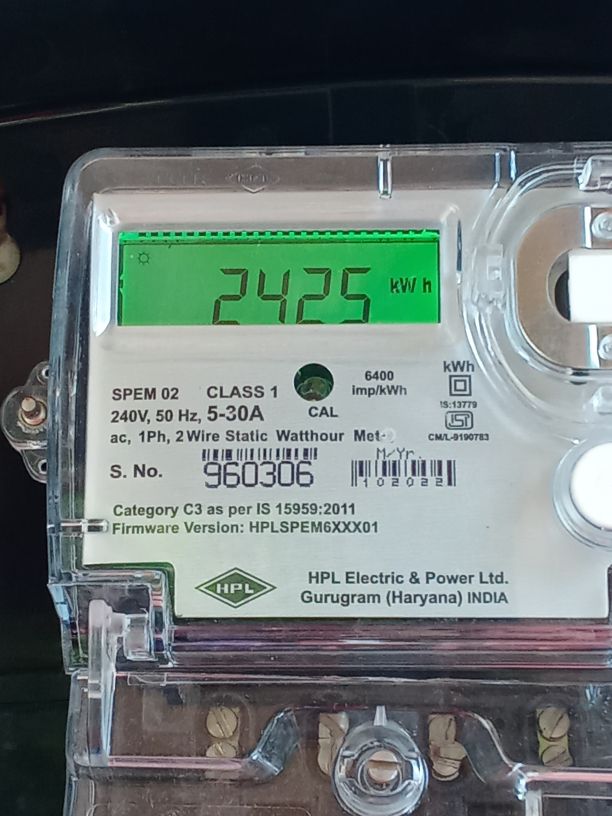 2425 kWh
SPEM 02 CLASS 1 CAL 6400 imp/kWh
kWh
IS:13779
240V, 50 Hz, 5-30A
CM/L-9190783
ac, 1Ph, 2 Wire Static Watthour
M/Yr.
S. No. 960306 102022
Category C3 as per IS 15959:2011
Firmware Version: HPLSPEM6XXX01
HPL
HPL Electric & Power Ltd.
Gurugram (Haryana) INDIA